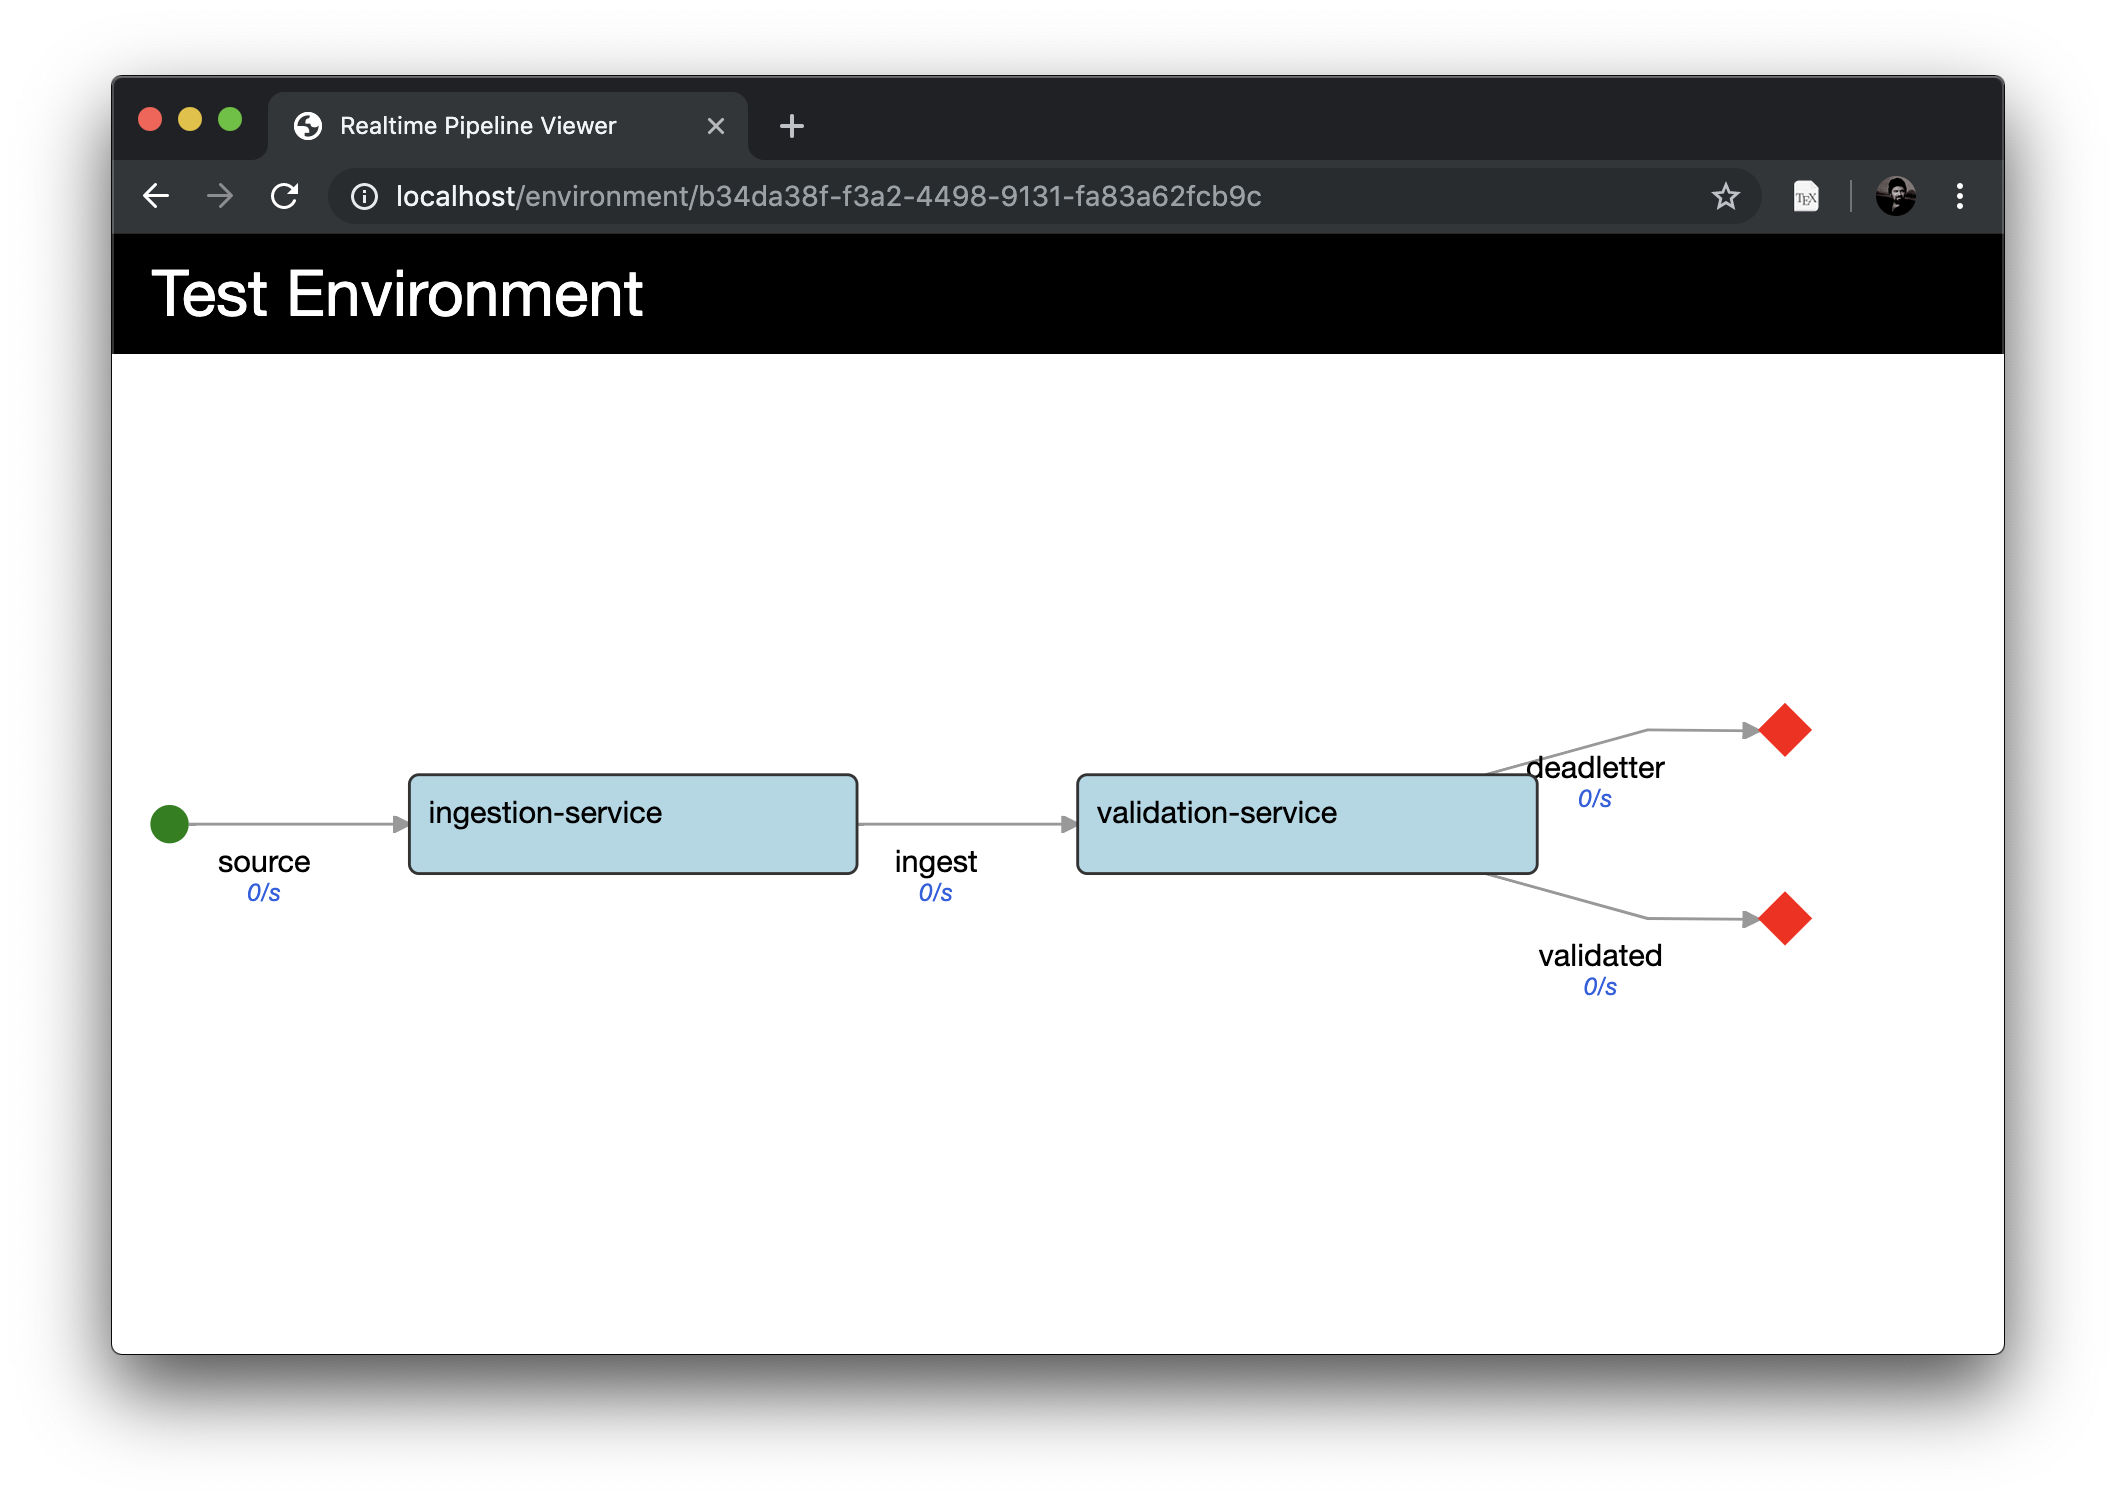 Realtime Pipeline Viewer
localhost/environment/b34da38f-f3a2-4498-9131-fa83a62fcb9c
TEX
Test Environment
source
0/s
ingestion-service
ingest
0/s
validation-service
deadletter
0/s
validated
0/s